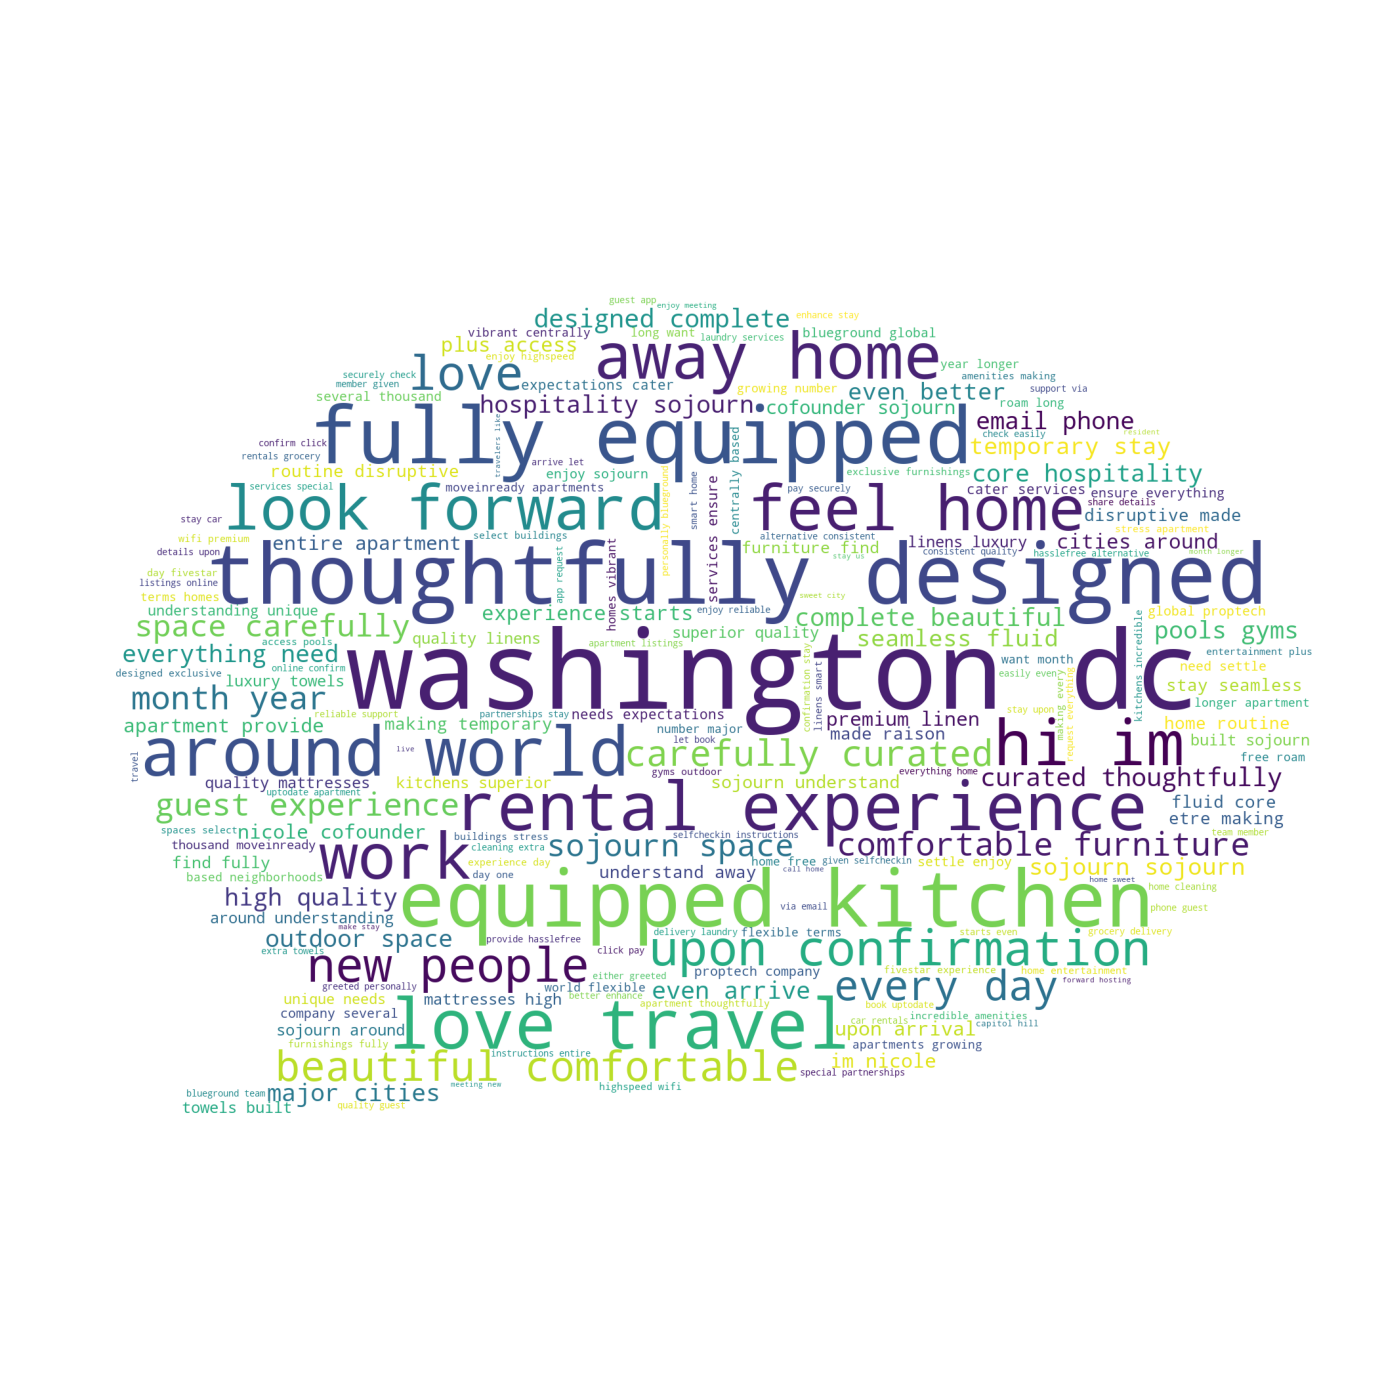 guest app
enjoy meeting
designed complete
enhance stay
vibrant centrally
long want
blueground global
plus access
laundry services
away home
enjoy highspeed
love
year longer
securely check
member given
expectations cater
amenities making
growing number
support via
even better
several thousand
hospitality sojourn
cofounder sojourn
roam long
fully equipped
travelers like
email phone
resident
check easily
confirm click
temporary stay
rentals grocery
arrive let
centrally based
routine disruptive
enjoy sojourn
personally blueground
exclusive furnishings
core hospitality
services special
moveinready apartments
smart home
services ensure
pay securely
cater services
ensure everything
share details
look forward
feel home
stay car
disruptive made
wifi premium
entire apartment
select buildings
alternative consistent
linens luxury
cities around
stress apartment
details upon
app request
homes vibrant
furniture find
consistent quality
hasslefree alternative
month longer
stay us
thoughtfully designed
day fivestar
listings online
terms homes
sweet city
understanding unique
experience starts
enjoy reliable
complete beautiful
global proptech
space carefully
quality linens
apartment listings
superior quality
seamless fluid
kitchens incredible
pools gyms
access pools
everything need
online confirm
washington dc
confirmation stay
linens smart
want month
entertainment plus
need settle
designed exclusive
luxury towels
easily even
making every
request everything
stay seamless
month year
stay upon
longer apartment
reliable support
partnerships stay
needs expectations
premium linen
home routine
apartment provide
making temporary
number major
made raison
let book
built sojourn
around world
live
carefully curated
hi im
free roam
travel
gyms outdoor
everything home
quality mattresses
kitchens superior
sojourn understand
curated thoughtfully
uptodate apartment
guest experience
rental experience
fluid core
etre making
spaces select
nicole cofounder
buildings stress
selfcheckin instructions
team member
thousand moveinready
work
cleaning extra
sojourn space
comfortable furniture
find fully
experience day
home free
given selfcheckin
settle enjoy
sojourn sojourn
based neighborhoods
day one
understand away
call home
home sweet
home cleaning
high quality
equipped kitchen
via email
phone guest
around understanding
make stay
delivery laundry
flexible terms
starts even
grocery delivery
outdoor space
provide hasslefree
upon confirmation
extra towels
click pay
new people
either greeted
proptech company
fivestar experience
home entertainment
forward hosting
greeted personally
world flexible
even arrive
every day
unique needs
mattresses high
better enhance
apartment thoughtfully
book uptodate
company several
love travel
car rentals
incredible amenities
sojourn around
upon arrival
capitol hill
furnishings fully
instructions entire
apartments growing
beautiful comfortable
im nicole
special partnerships
blueground team
major cities
meeting new
highspeed wifi
towels built
quality guest